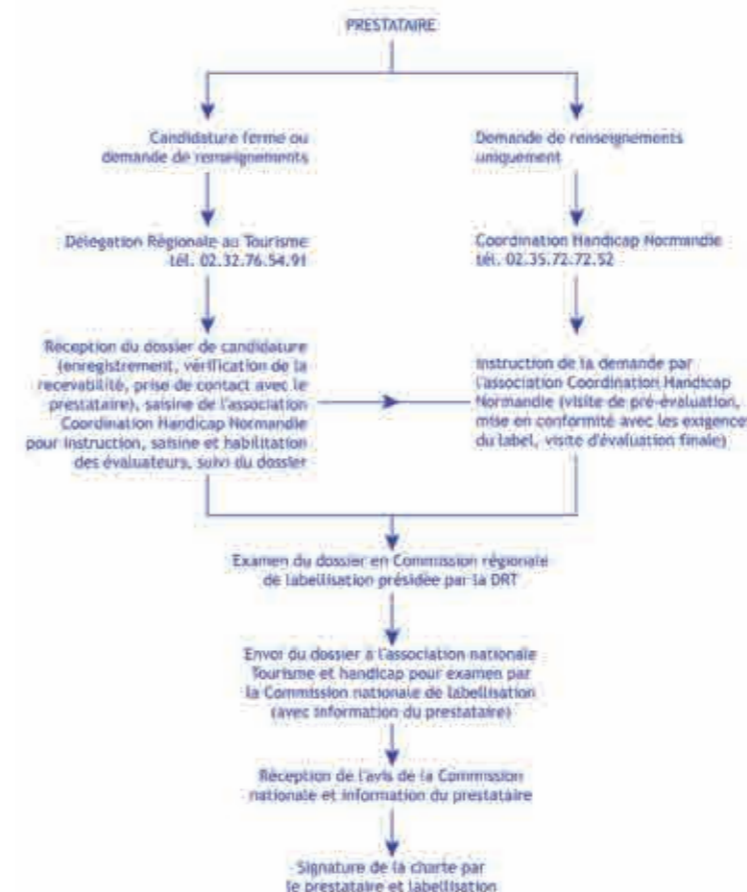 PRESTATAIRE
Candidature ferme ou
demande de renseignements
Demande de renseignements
uniquement
Délégation Régionale au Tourisme
tél. 02.32.76.54.91
Coordination Handicap Normandie
tél. 02.35.72.72.52
Réception du dossier de candidature
(enregistrement, vérification de la
recevabilité, prise de contact avec le
prestataire), saisine de l'association
Coordination Handicap Normandie
pour instruction, saisine et habilitation
des évaluateurs, suivi du dossier
Instruction de la demande par
l'association Coordination Handicap
Normandie (visite de pré-évaluation,
mise en conformité avec les exigences
du label, visite d'évaluation finale)
Examen du dossier en Commission régionale
de labellisation présidée par la DRT
Envoi du dossier à l'association nationale
Tourisme et handicap pour examen par
la Commission nationale de labellisation
(avec information du prestataire)
Réception de l'avis de la Commission
nationale et information du prestataire
Signature de la charte par
le prestataire et labellisation